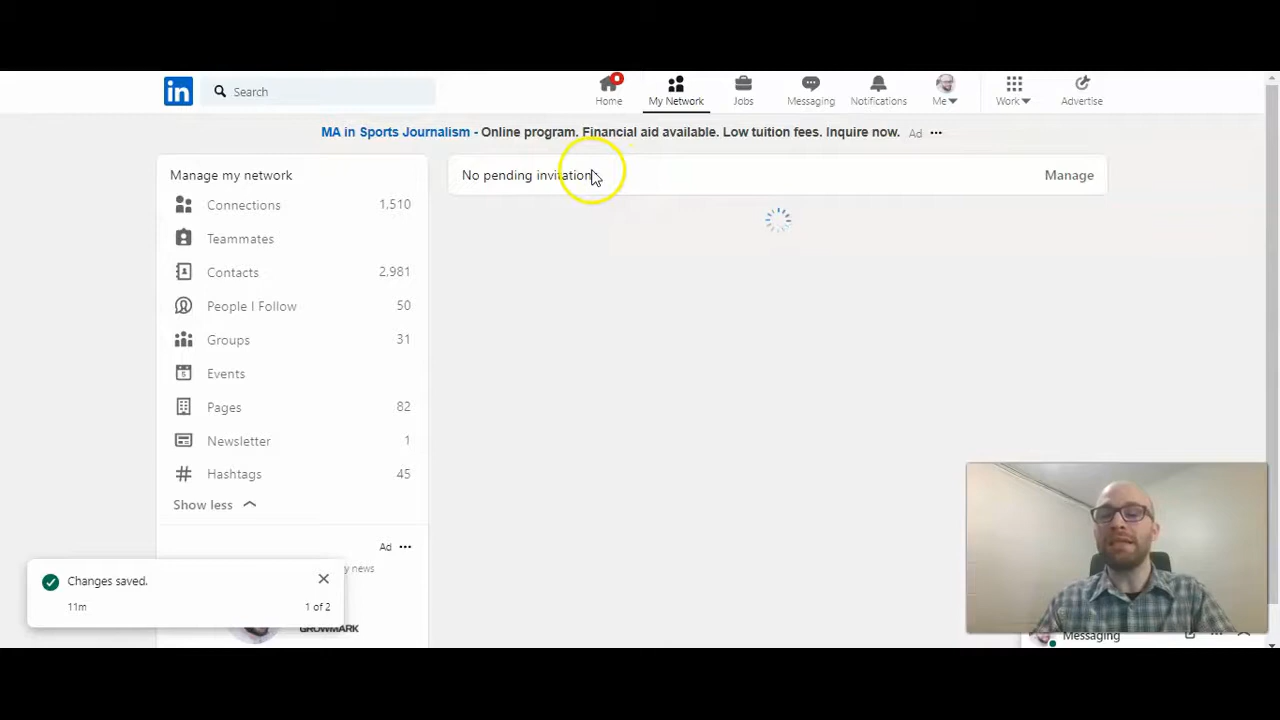 in
Search
Home
My Network
Jobs
Messaging
Notifications
Me
Work
Advertise
MA in Sports Journalism - Online program. Financial aid available. Low tuition fees. Inquire now. Ad
Manage my network
Connections 1,510
Teammates
Contacts 2,981
People I Follow 50
Groups 31
Events
Pages 82
Newsletter 1
Hashtags 45
Show less
Ad
y news
GROWMARK
No pending invitation
Manage
Changes saved.
11m 1 of 2
Messaging